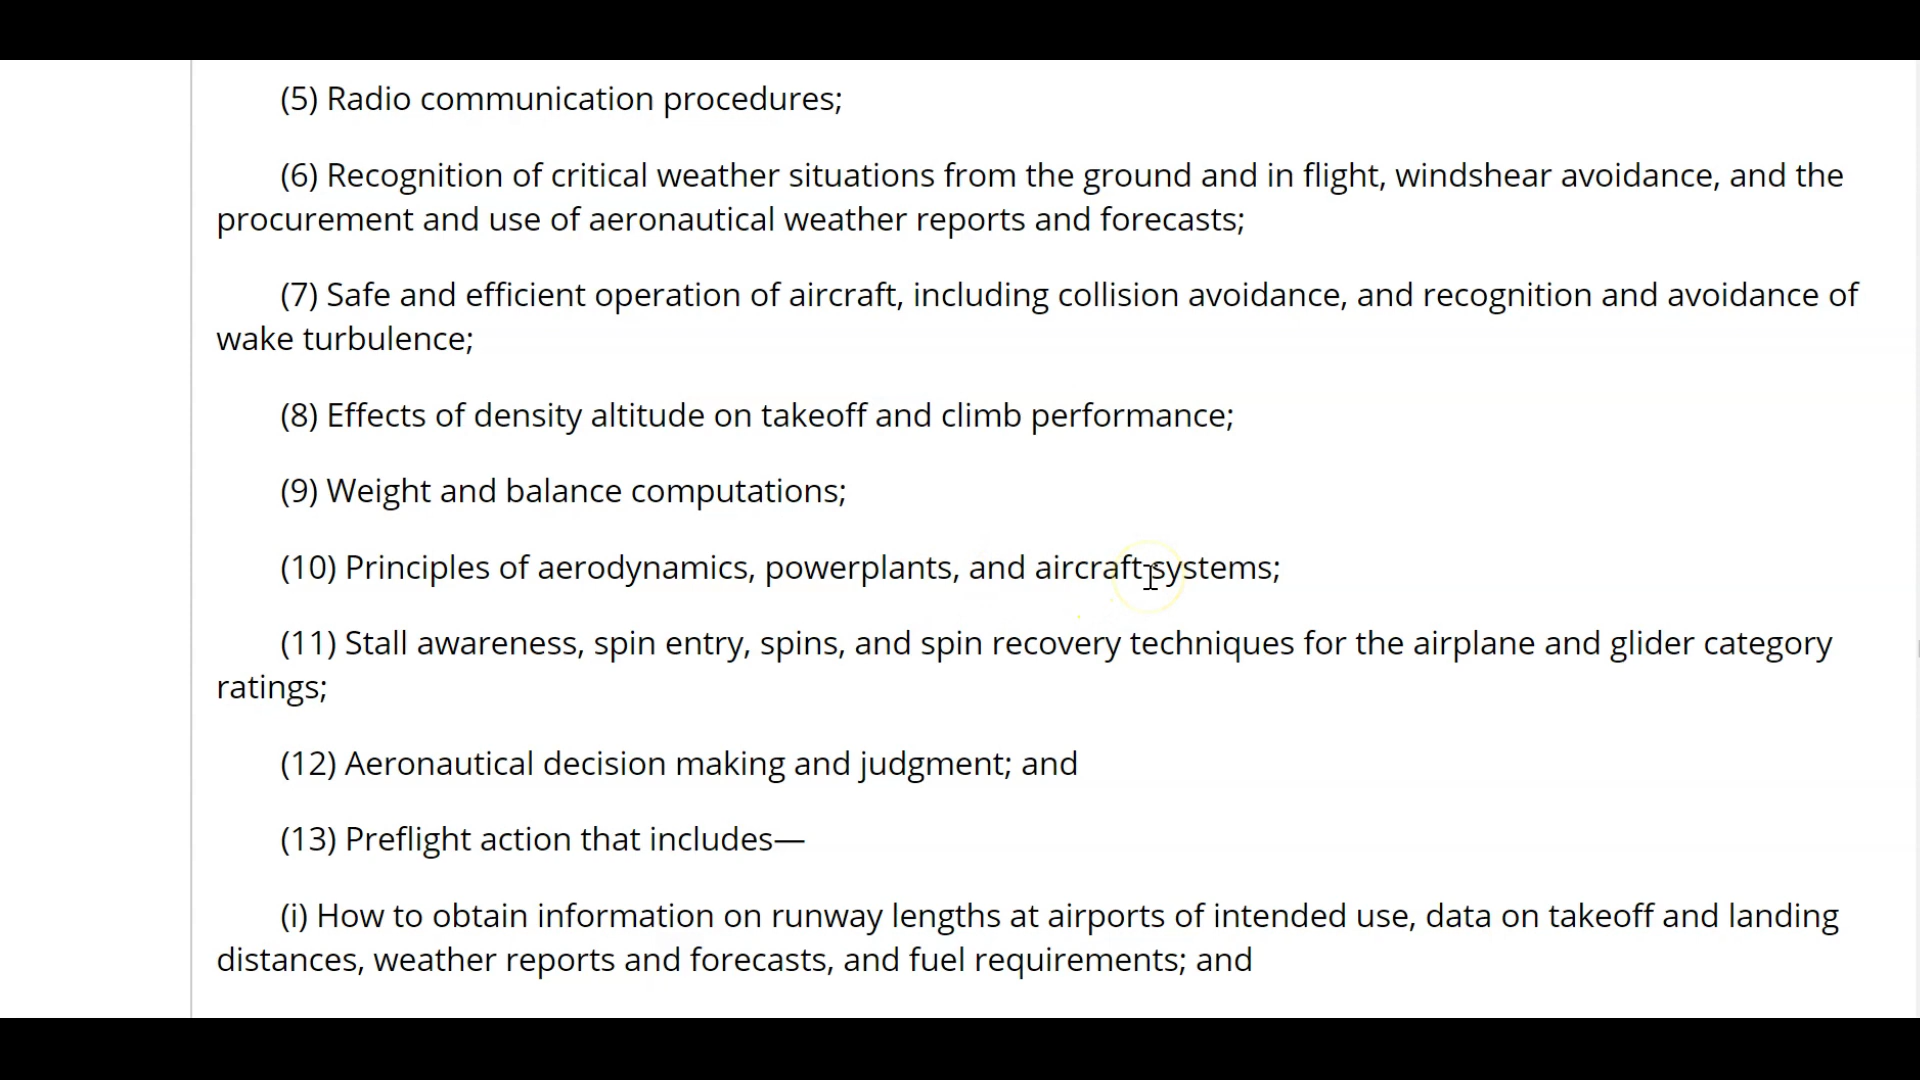 (5) Radio communication procedures;
(6) Recognition of critical weather situations from the ground and in flight, windshear avoidance, and the
procurement and use of aeronautical weather reports and forecasts;
(7) Safe and efficient operation of aircraft, including collision avoidance, and recognition and avoidance of
wake turbulence;
(8) Effects of density altitude on takeoff and climb performance;
(9) Weight and balance computations;
(10) Principles of aerodynamics, powerplants, and aircraft systems;
(11) Stall awareness, spin entry, spins, and spin recovery techniques for the airplane and glider category
ratings;
(12) Aeronautical decision making and judgment; and
(13) Preflight action that includes—
(i) How to obtain information on runway lengths at airports of intended use, data on takeoff and landing
distances, weather reports and forecasts, and fuel requirements; and